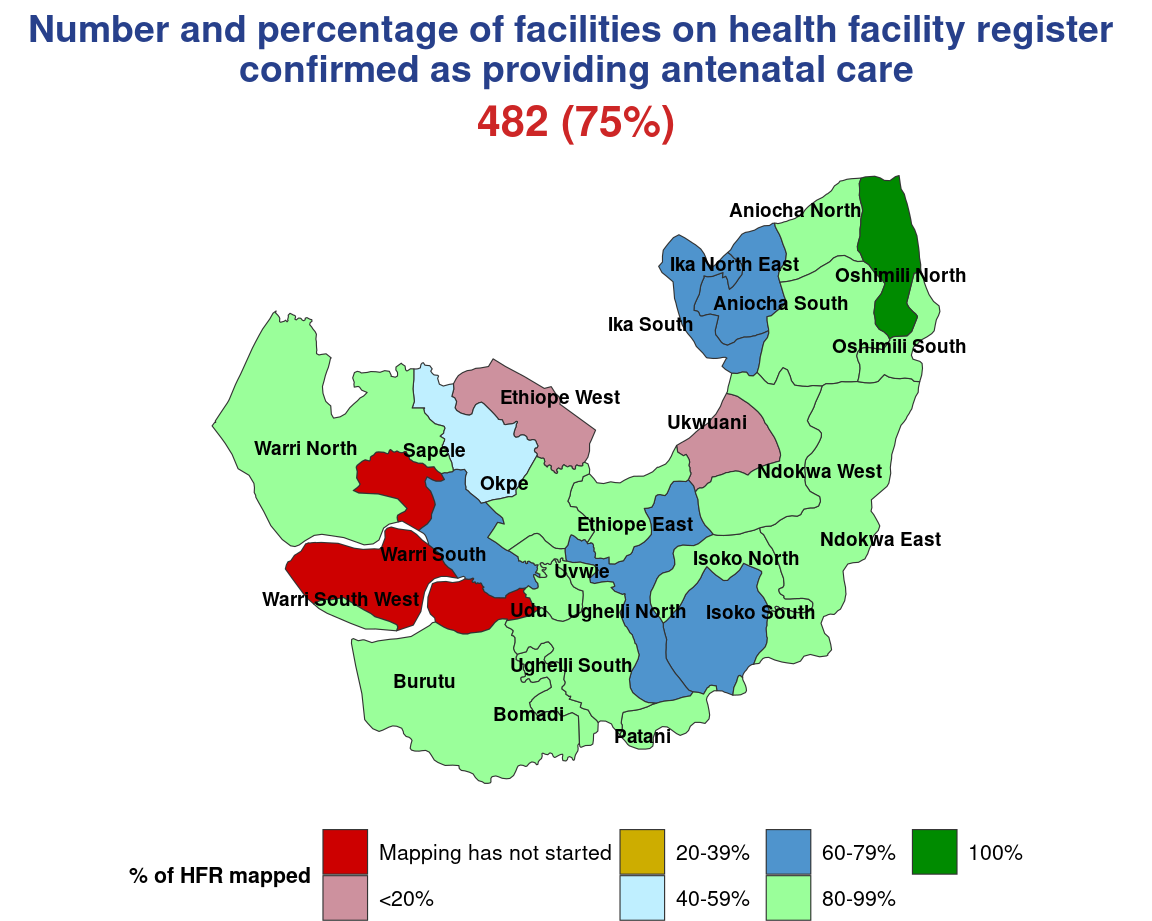 Number and percentage of facilities on health facility register
confirmed as providing antenatal care
482 (75%)
Aniocha North
Ika North East
Oshimili North
Aniocha South
Ika South
Oshimili South
Ethiope West
Ukwuani
Warri North
Sapele
Ndokwa West
Okpe
Ethiope East
Ndokwa East
Warri South
Isoko North
Uvwie
Warri South West
Udu
Ughelli North
Isoko South
Ughelli South
Burutu
Bomadi
Patani
% of HFR mapped
Mapping has not started
20-39%
60-79%
100%
<20%
40-59%
80-99%